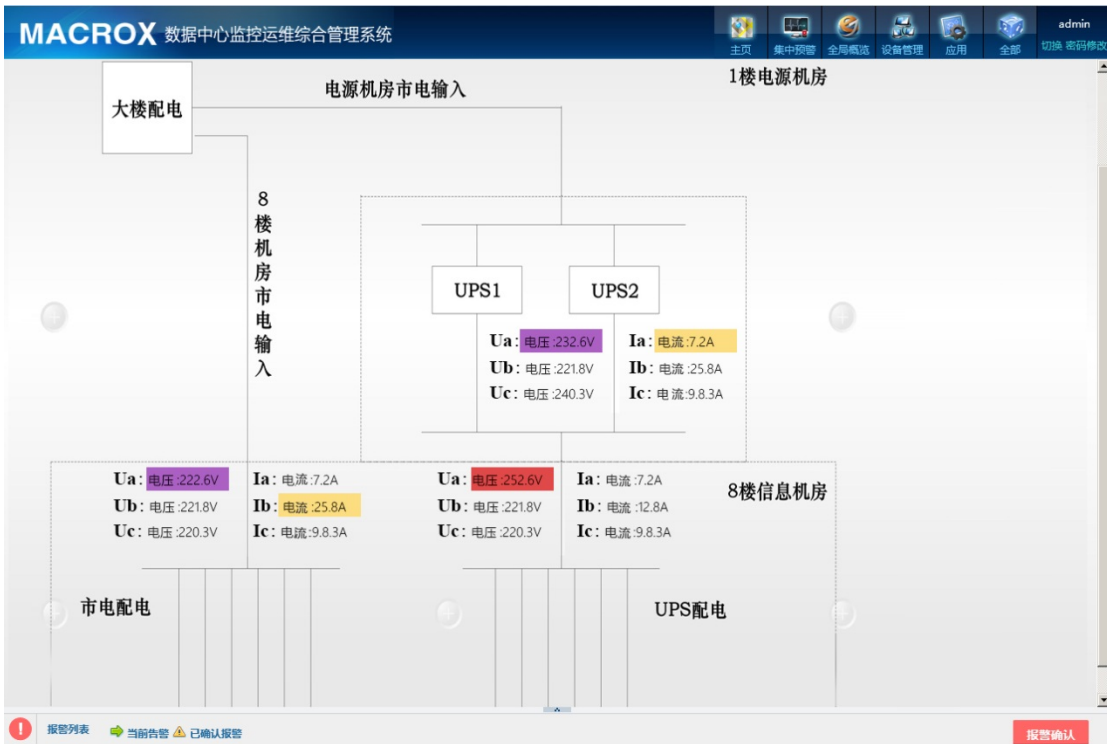 MACROX 数据中心监控运维综合管理系统
主页 集中预警 全局概览 设备管理 应用 全部
admin
切换 密码修改
1楼电源机房
电源机房市电输入
大楼配电
8楼机房市电输入
UPS1 UPS2
Ua: 电压:232.6V Ia: 电流:7.2A
Ub: 电压:221.8V Ib: 电流:25.8A
Uc: 电压:240.3V Ic: 电流:9.8.3A
Ua: 电压:222.6V Ia: 电流:7.2A Ua: 电压:252.6V Ia: 电流:7.2A
Ub: 电压:221.8V Ib: 电流:25.8A Ub: 电压:221.8V Ib: 电流:12.8A
Uc: 电压:220.3V Ic: 电流:9.8.3A Uc: 电压:220.3V Ic: 电流:9.8.3A
8楼信息机房
市电配电 UPS配电
报警列表 当前告警 已确认报警 报警确认